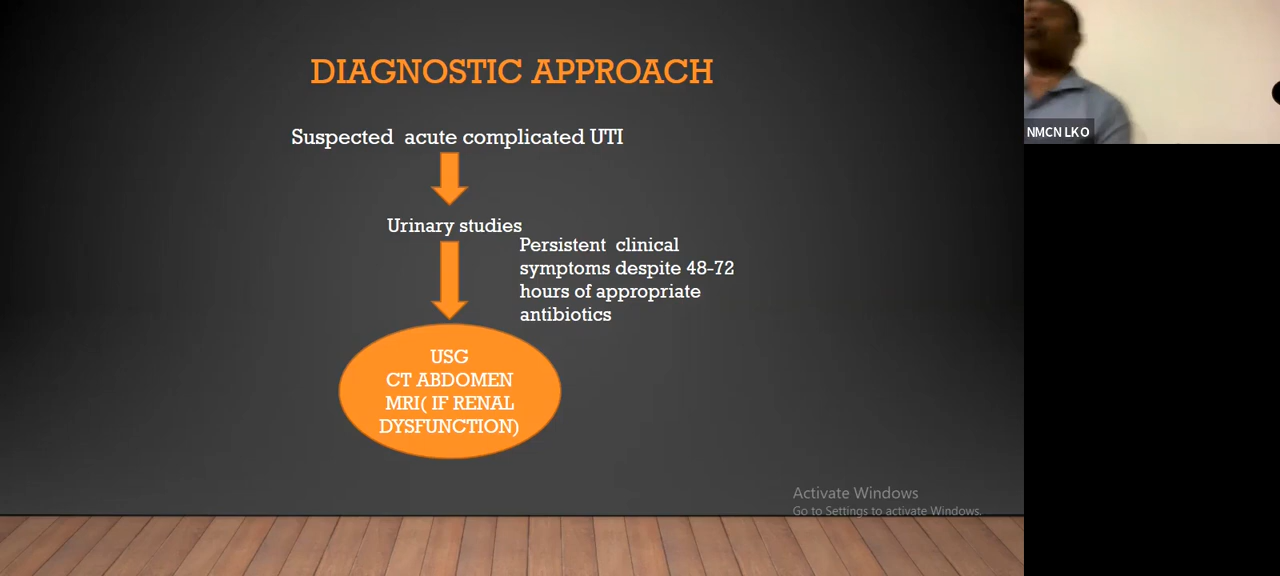 DIAGNOSTIC APPROACH
Suspected acute complicated UTI
Urinary studies
Persistent clinical
symptoms despite 48-72
hours of appropriate
antibiotics
USG
CT ABDOMEN
MRI( IF RENAL
DYSFUNCTION)
NMCN LKO
Activate Windows
Go to Settings to activate Windows.